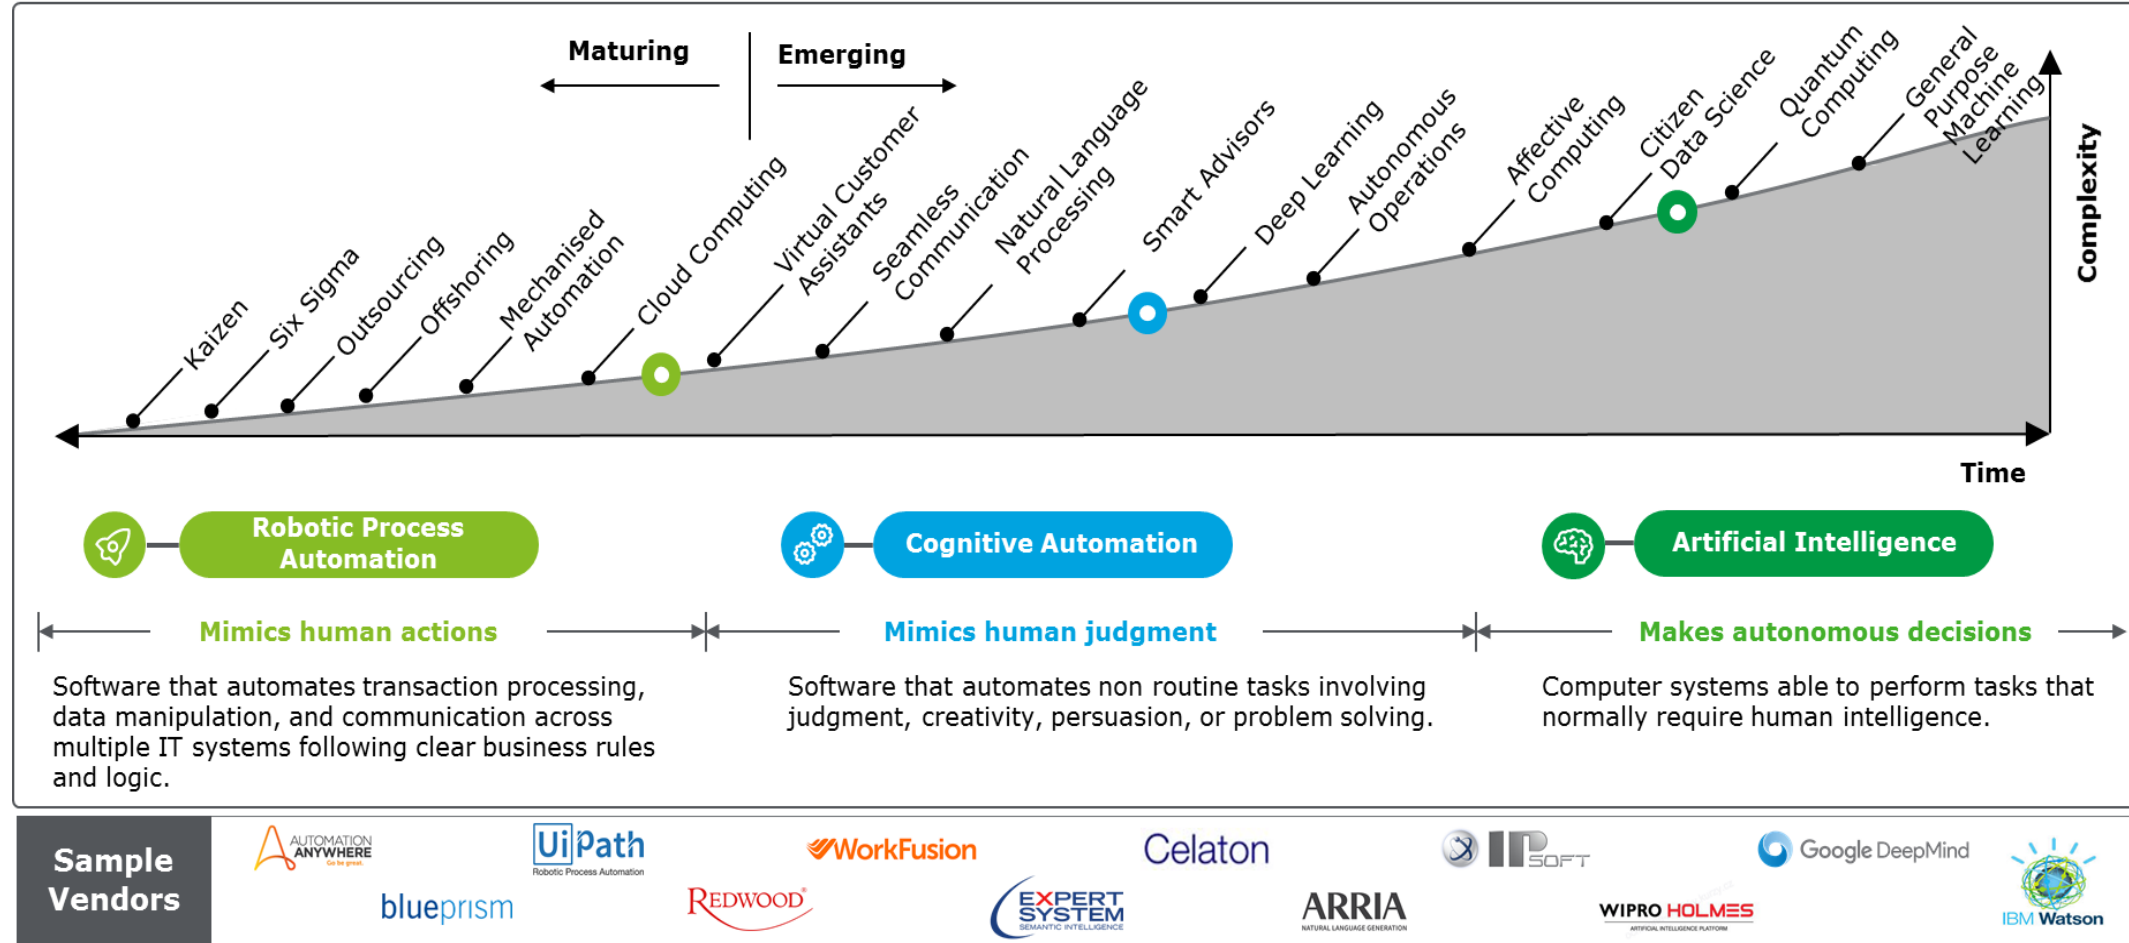 Maturing
Emerging
Kaizen
Six Sigma
Outsourcing
Offshoring
Mechanised
Automation
Cloud Computing
Virtual Customer
Assistants
Seamless
Communication
Natural Language
Processing
Smart Advisors
Deep Learning
Autonomous
Operations
Affective
Computing
Citizen
Data Science
Quantum
Computing
General
Purpose
Machine
Learning
Complexity
Time
Robotic Process
Automation
Cognitive Automation
Artificial Intelligence
Mimics human actions
Mimics human judgment
Makes autonomous decisions
Software that automates transaction processing,
data manipulation, and communication across
multiple IT systems following clear business rules
and logic.
Software that automates non routine tasks involving
judgment, creativity, persuasion, or problem solving.
Computer systems able to perform tasks that
normally require human intelligence.
Sample
Vendors
AUTOMATION
ANYWHERE
Go be great.
UiPath
Robotic Process Automation
WorkFusion
Celaton
IPSOFT
Google DeepMind
blueprism
REDWOOD®
EXPERT
SYSTEM
SEMANTIC INTELLIGENCE
ARRIA
NATURAL LANGUAGE GENERATION
WIPRO HOLMES
ARTIFICIAL INTELLIGENCE PLATFORM
IBM Watson